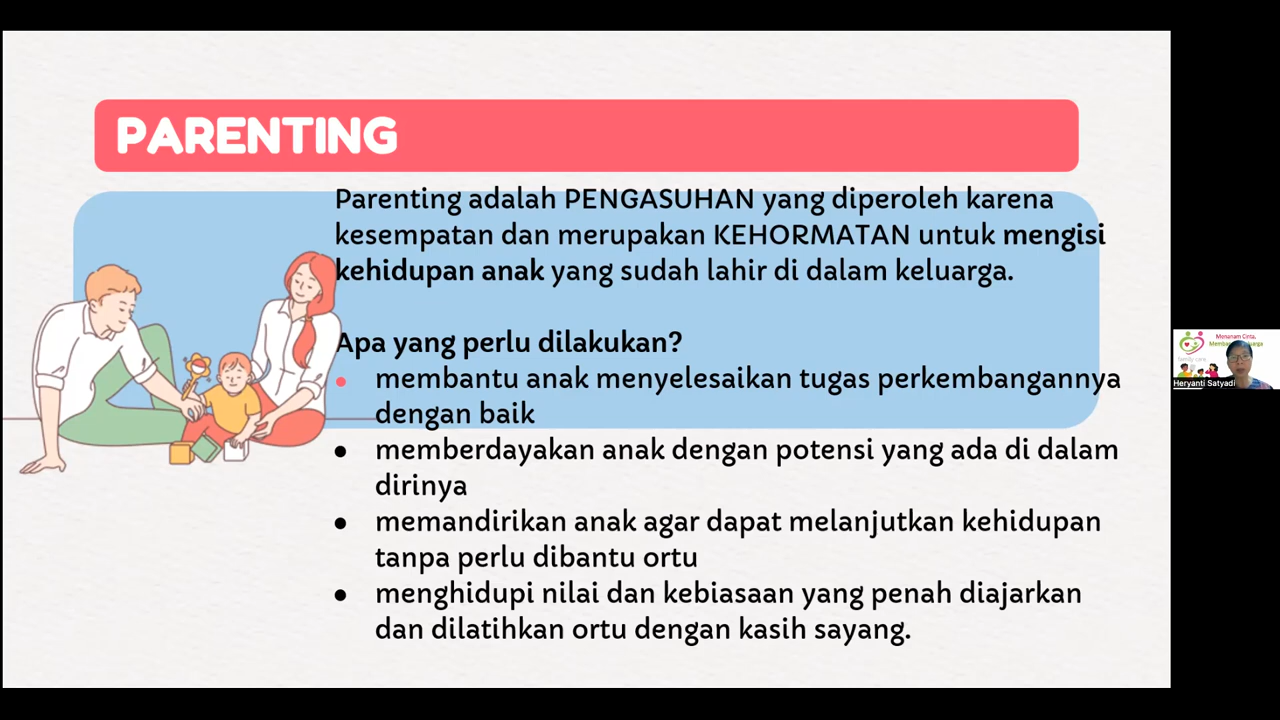 PARENTING
Parenting adalah PENGASUHAN yang diperoleh karena
kesempatan dan merupakan KEHORMATAN untuk mengisi
kehidupan anak yang sudah lahir di dalam keluarga.
Apa yang perlu dilakukan?
● membantu anak menyelesaikan tugas perkembangannya
dengan baik
● memberdayakan anak dengan potensi yang ada di dalam
dirinya
● memandirikan anak agar dapat melanjutkan kehidupan
tanpa perlu dibantu ortu
● menghidupi nilai dan kebiasaan yang penah diajarkan
dan dilatihkan ortu dengan kasih sayang.
Menanam Cinta,
family care
Heryanti Satyadi